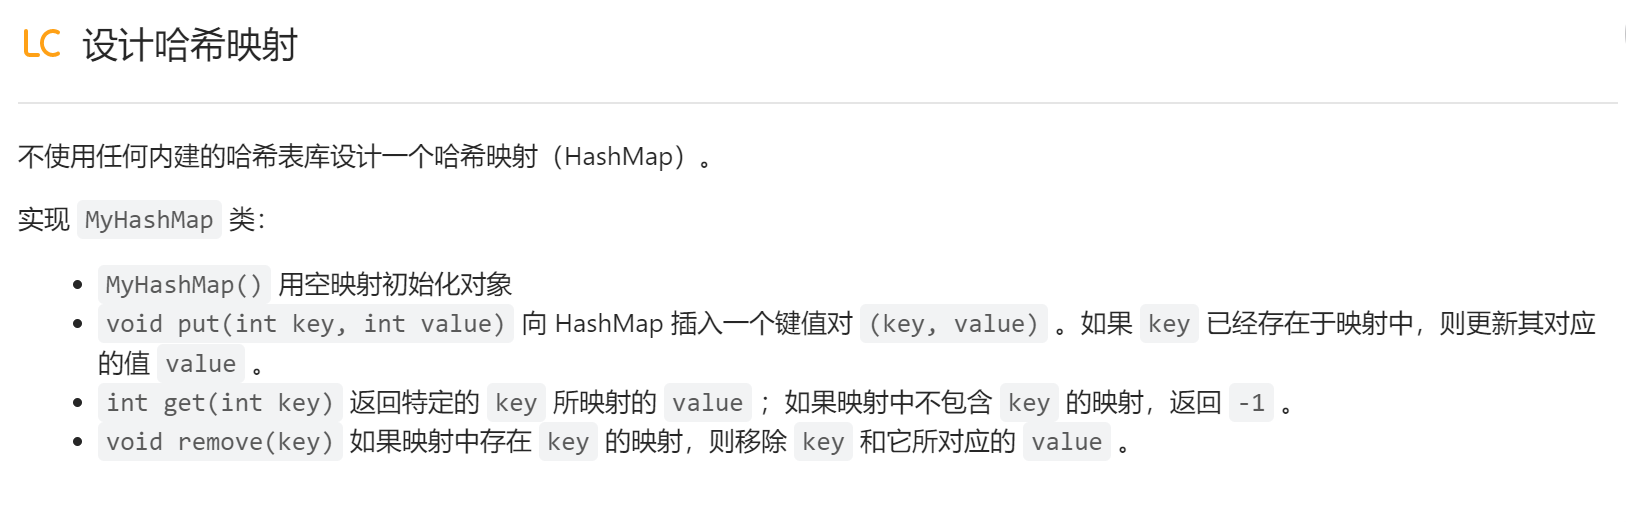 LC 设计哈希映射
不使用任何内建的哈希表库设计一个哈希映射（HashMap）。
实现 MyHashMap 类：
• MyHashMap() 用空映射初始化对象
• void put(int key, int value) 向 HashMap 插入一个键值对 (key, value) 。如果 key 已经存在于映射中，则更新其对应
的值 value 。
• int get(int key) 返回特定的 key 所映射的 value ；如果映射中不包含 key 的映射，返回 -1 。
• void remove(key) 如果映射中存在 key 的映射，则移除 key 和它所对应的 value 。